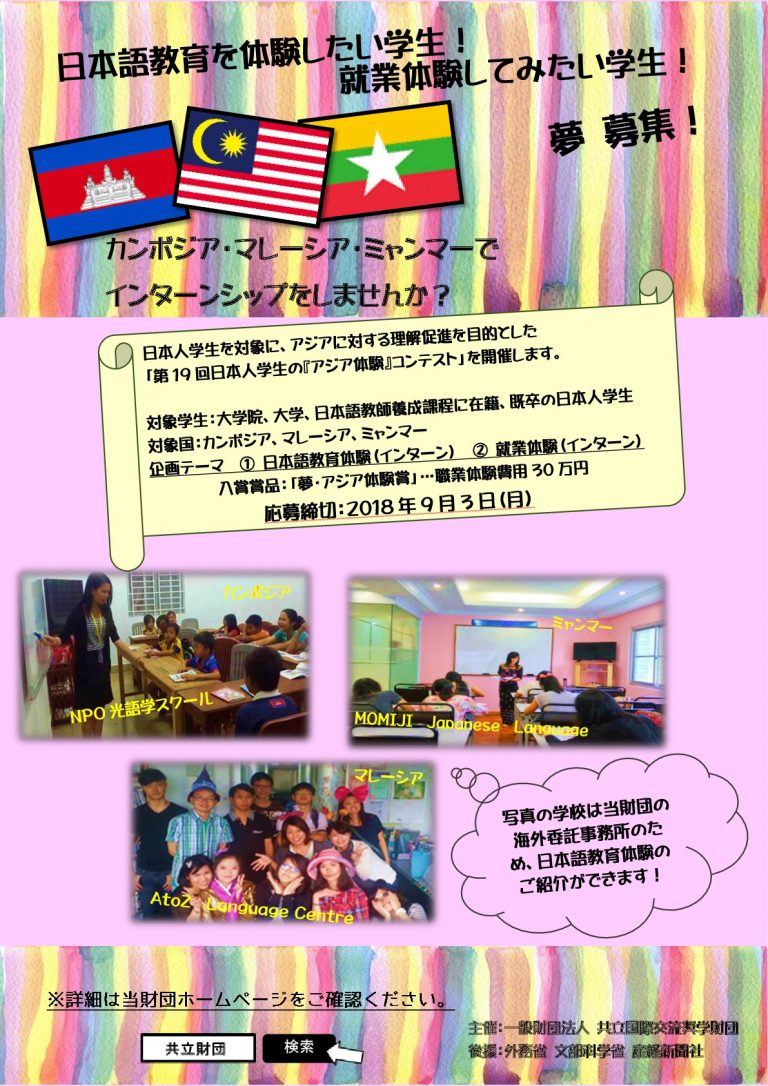 日本語教育を体験したい学生！
就業体験してみたい学生！
夢 募集！
カンボジア・マレーシア・ミャンマーで
インターンシップをしませんか？
日本人学生を対象に、アジアに対する理解促進を目的とした
「第19回日本人学生の『アジア体験』コンテスト」を開催します。
対象学生：大学院、大学、日本語教師養成課程に在籍、既卒の日本人学生
対象国：カンボジア、マレーシア、ミャンマー
企画テーマ ① 日本語教育体験（インターン） ② 就業体験（インターン）
入賞賞品：「夢・アジア体験賞」…職業体験費用30万円
応募締切：2018年9月3日（月）
カンボジア
NPO光語学スクール
ミャンマー
MOMIJI Japanese Language
マレーシア
AtoZ Language Centre
写真の学校は当財団の
海外委託事務所のた
め、日本語教育体験の
ご紹介ができます！
※詳細は当財団ホームページをご確認ください。
共立財団 検索
主催：一般財団法人 共立国際交流奨学財団
後援：外務省 文部科学省 産経新聞社